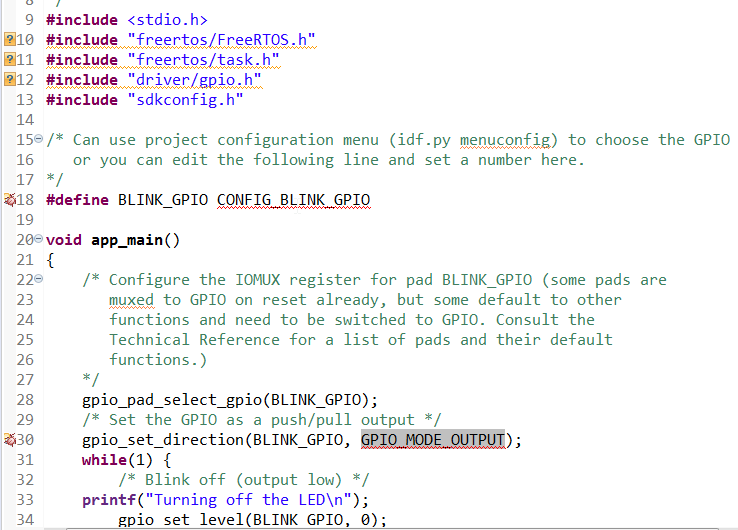 9 #include <stdio.h>
10 #include "freertos/FreeRTOS.h"
11 #include "freertos/task.h"
12 #include "driver/gpio.h"
13 #include "sdkconfig.h"
14
15 /* Can use project configuration menu (idf.py menuconfig) to choose the GPIO
16    or you can edit the following line and set a number here.
17 */
18 #define BLINK_GPIO CONFIG_BLINK_GPIO
19
20 void app_main()
21 {
22     /* Configure the IOMUX register for pad BLINK_GPIO (some pads are
23        muxed to GPIO on reset already, but some default to other
24        functions and need to be switched to GPIO. Consult the
25        Technical Reference for a list of pads and their default
26        functions.)
27     */
28     gpio_pad_select_gpio(BLINK_GPIO);
29     /* Set the GPIO as a push/pull output */
30     gpio_set_direction(BLINK_GPIO, GPIO_MODE_OUTPUT);
31     while(1) {
32         /* Blink off (output low) */
33     printf("Turning off the LED\n");
34         gpio_set_level(BLINK_GPIO, 0);